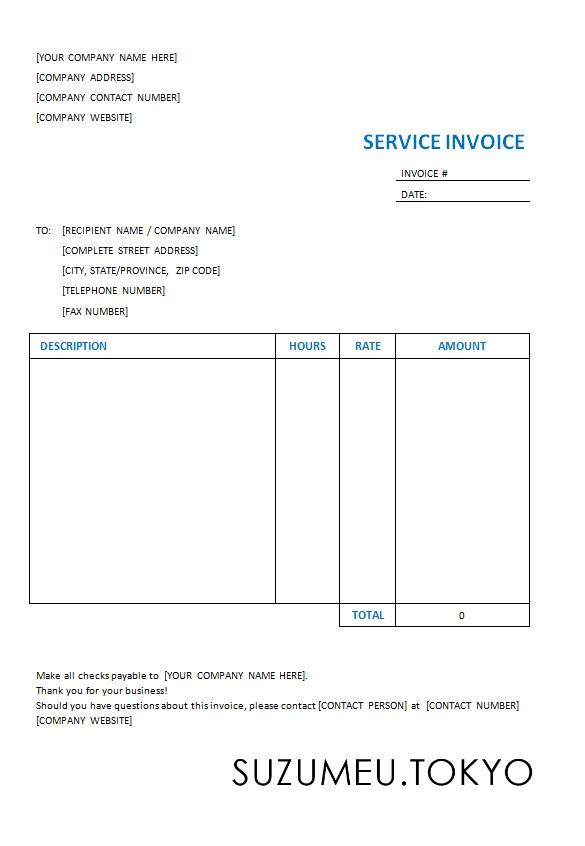 [YOUR COMPANY NAME HERE]
[COMPANY ADDRESS]
[COMPANY CONTACT NUMBER]
[COMPANY WEBSITE]
SERVICE INVOICE
INVOICE #
DATE:
TO: [RECIPIENT NAME / COMPANY NAME]
[COMPLETE STREET ADDRESS]
[CITY, STATE/PROVINCE, ZIP CODE]
[TELEPHONE NUMBER]
[FAX NUMBER]
DESCRIPTION HOURS RATE AMOUNT
TOTAL 0
Make all checks payable to [YOUR COMPANY NAME HERE].
Thank you for your business!
Should you have questions about this invoice, please contact [CONTACT PERSON] at [CONTACT NUMBER]
[COMPANY WEBSITE]
SUZUMEU.TOKYO